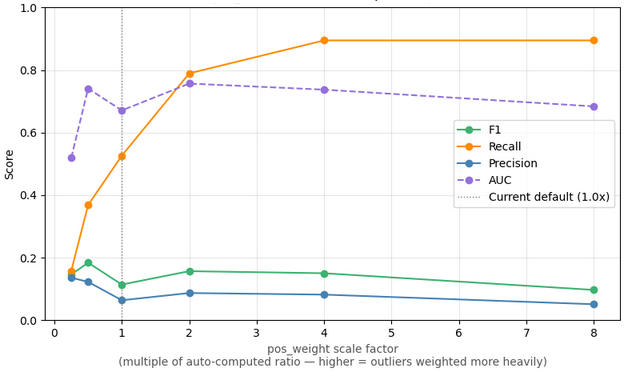 1.0
0.8
0.6
0.4
0.2
0.0
Score
F1
Recall
Precision
AUC
Current default (1.0x)
0 1 2 3 4 5 6 7 8
pos_weight scale factor
(multiple of auto-computed ratio — higher = outliers weighted more heavily)